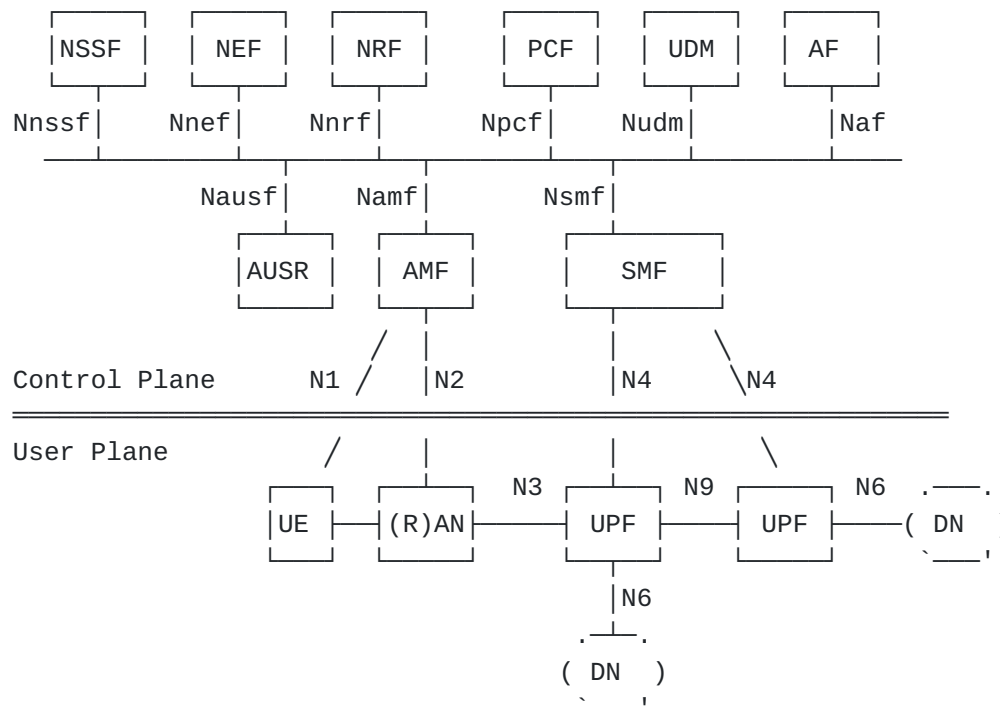 NSSF NEF NRF PCF UDM AF
Nnssf Nnef Nnrf Npcf Nudm Naf
Nausf Namf Nsmf
AUSR AMF SMF
Control Plane N1 N2 N4 N4
User Plane
N3 N9 N6
UE (R)AN UPF UPF ( DN )
N6
( DN )